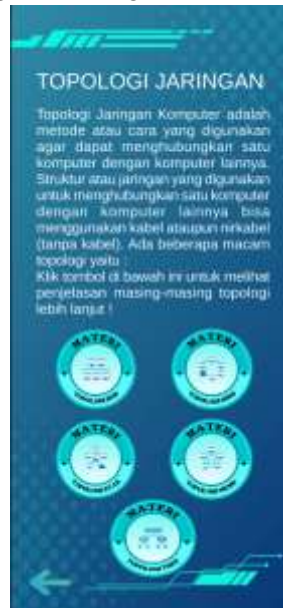 TOPOLOGI JARINGAN
Topologi Jaringan Komputer adalah
metode atau cara yang digunakan
agar dapat menghubungkan satu
komputer dengan komputer lainnya.
Struktur atau jaringan yang digunakan
untuk menghubungkan satu komputer
dengan komputer lainnya bisa
menggunakan kabel ataupun nirkabel
(tanpa kabel). Ada beberapa macam
topologi yaitu :
Klik tombol di bawah ini untuk melihat
penjelasan masing-masing topologi
lebih lanjut !
MATERI
MATERI
MATERI
MATERI
MATERI